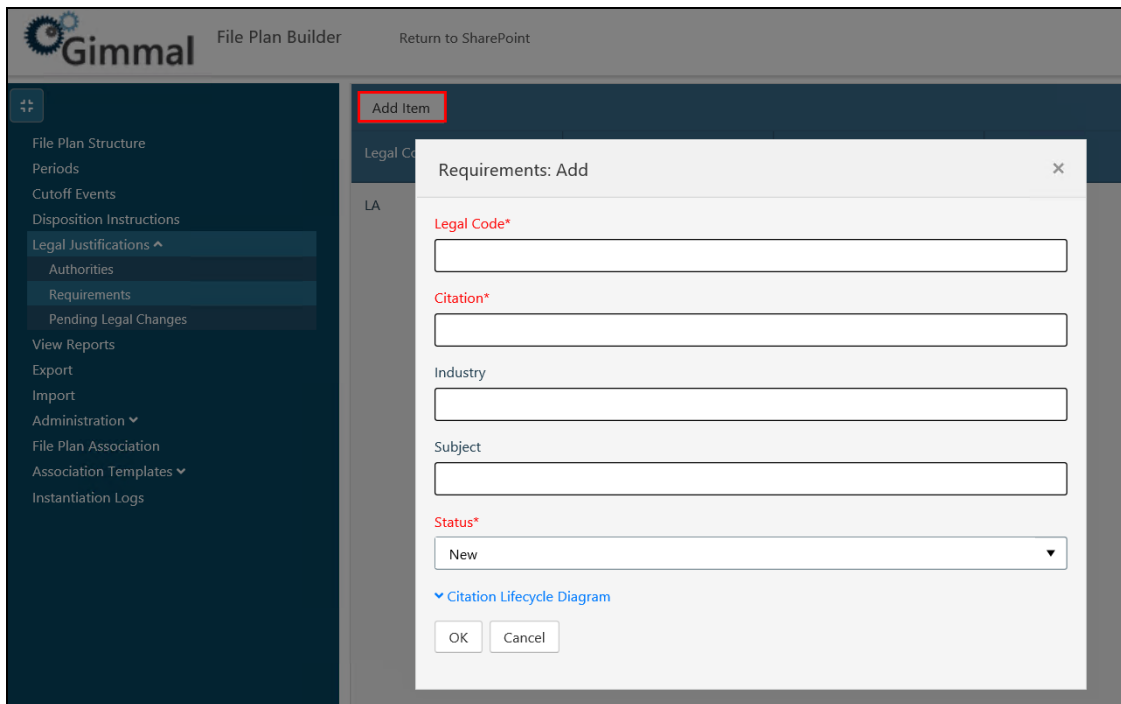 Gimmal
File Plan Builder
Return to SharePoint
File Plan Structure
Periods
Cutoff Events
Disposition Instructions
Legal Justifications
Authorities
Requirements
Pending Legal Changes
View Reports
Export
Import
Administration
File Plan Association
Association Templates
Instantiation Logs
Add Item
Legal Co
LA
Requirements: Add
Legal Code*
Citation*
Industry
Subject
Status*
New
Citation Lifecycle Diagram
OK
Cancel